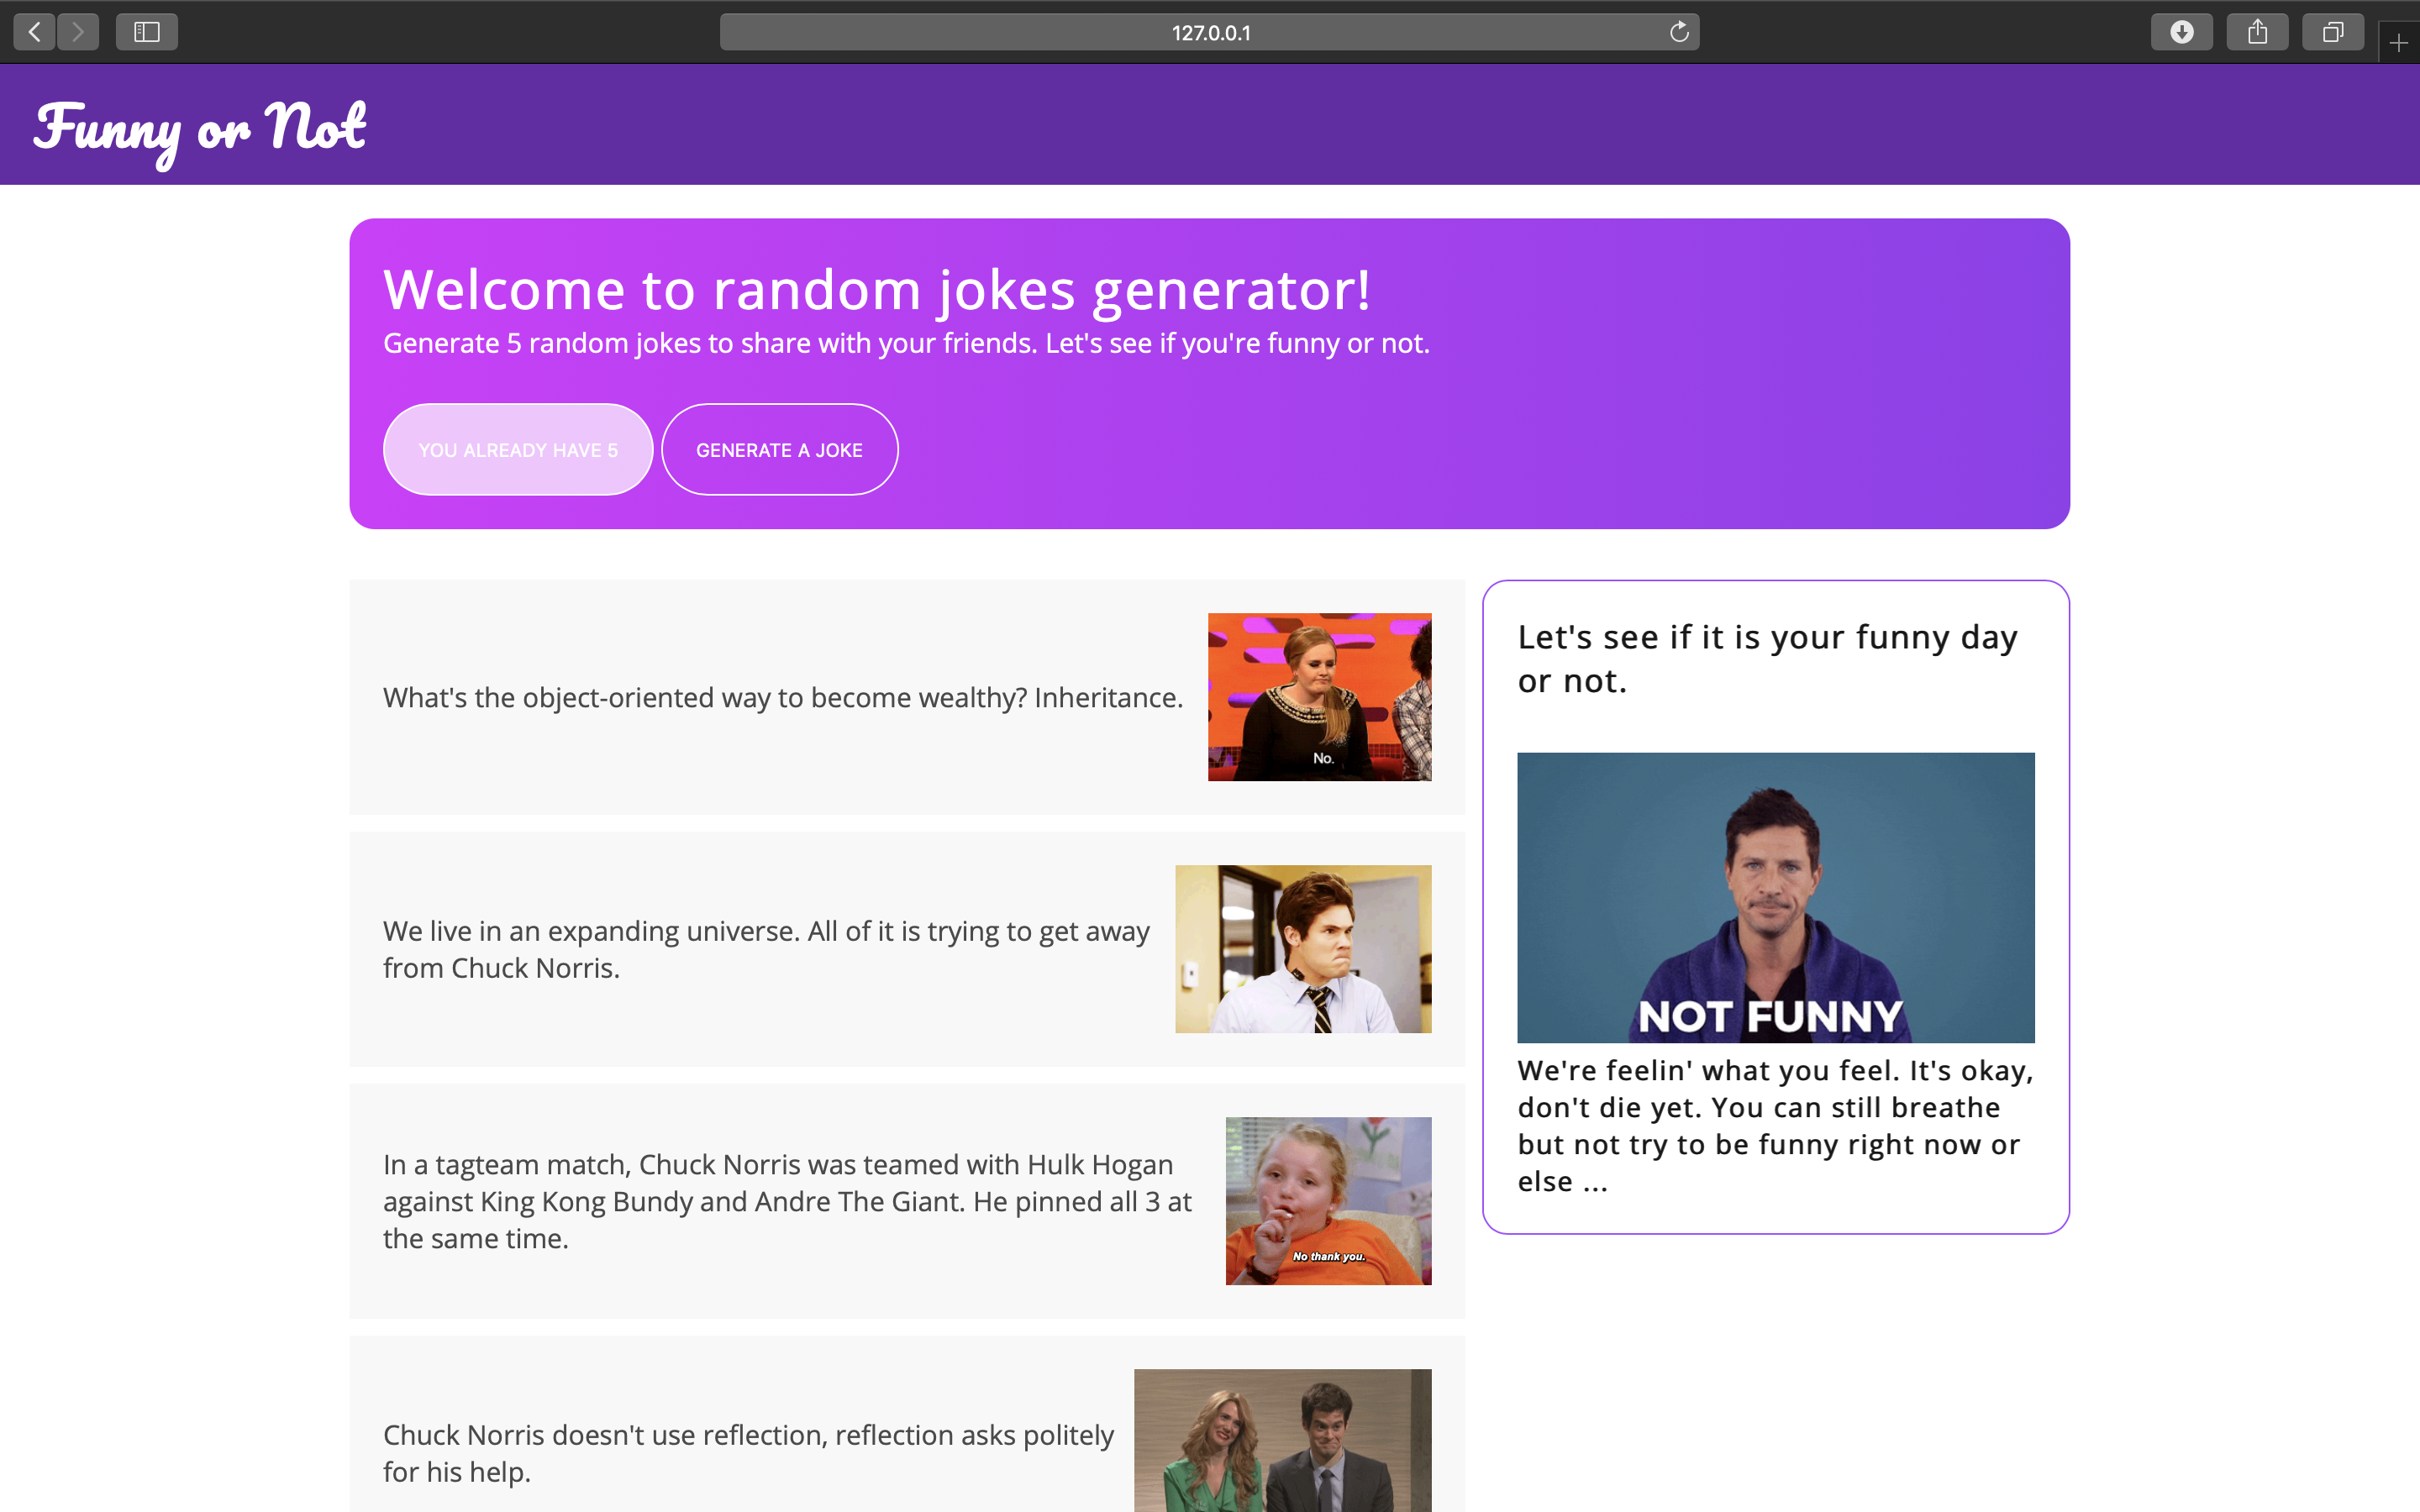 127.0.0.1
Funny or Not
Welcome to random jokes generator!
Generate 5 random jokes to share with your friends. Let's see if you're funny or not.
YOU ALREADY HAVE 5
GENERATE A JOKE
What's the object-oriented way to become wealthy? Inheritance.
No.
We live in an expanding universe. All of it is trying to get away
from Chuck Norris.
In a tagteam match, Chuck Norris was teamed with Hulk Hogan
against King Kong Bundy and Andre The Giant. He pinned all 3 at
the same time.
No thank you.
Chuck Norris doesn't use reflection, reflection asks politely
for his help.
Let's see if it is your funny day
or not.
NOT FUNNY
We're feelin' what you feel. It's okay,
don't die yet. You can still breathe
but not try to be funny right now or
else ...